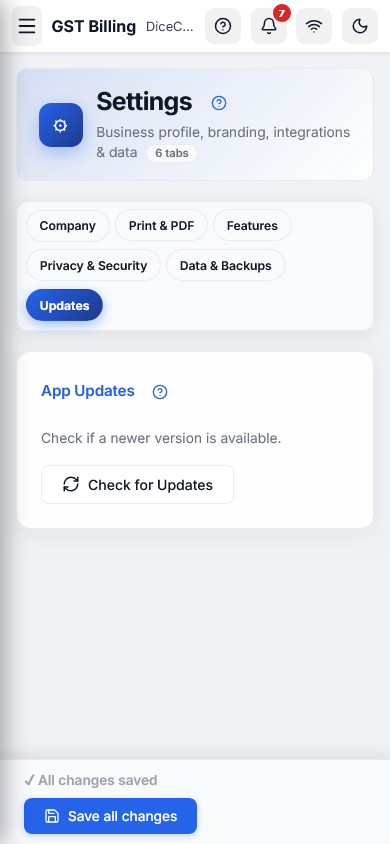 GST Billing DiceC...
7
Settings
Business profile, branding, integrations
& data 6 tabs
Company Print & PDF Features
Privacy & Security Data & Backups
Updates
App Updates
Check if a newer version is available.
Check for Updates
✓ All changes saved
Save all changes